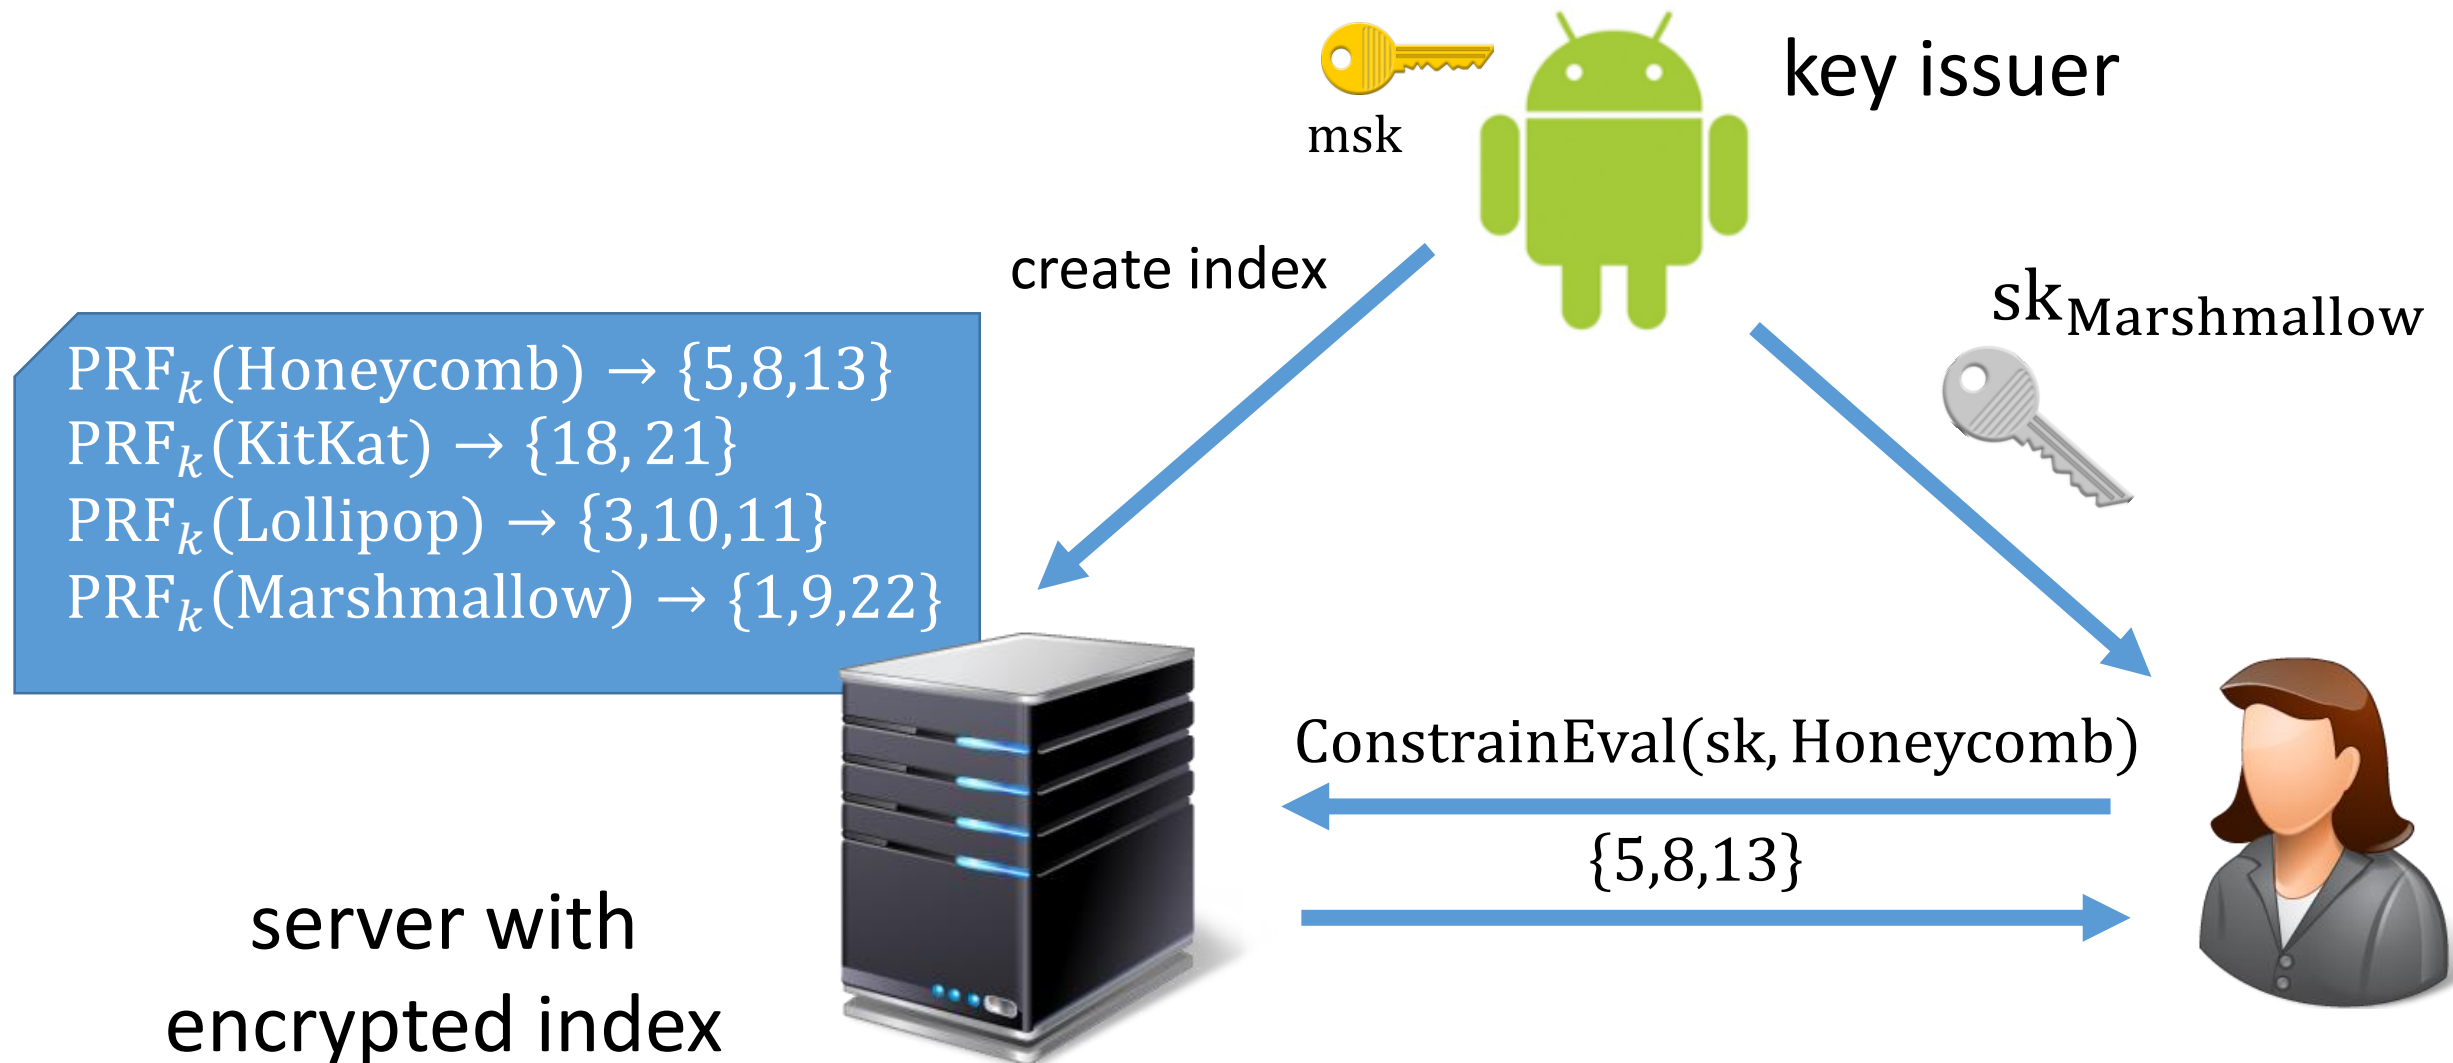 key issuer
msk
create index
sk_Marshmallow
PRF_k(Honeycomb) → {5,8,13}
PRF_k(KitKat) → {18, 21}
PRF_k(Lollipop) → {3,10,11}
PRF_k(Marshmallow) → {1,9,22}
ConstrainEval(sk, Honeycomb)
{5,8,13}
server with
encrypted index